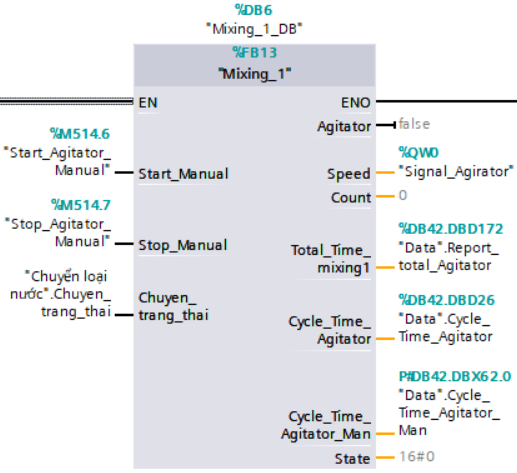 %DB6
"Mixing_1_DB"
%FB13
"Mixing_1"
EN
ENO
Agitator
false
%M514.6
"Start_Agitator_
Manual"
Start_Manual
Speed
%QW0
"Signal_Agirator"
Count
0
%M514.7
"Stop_Agitator_
Manual"
Stop_Manual
Total_Time_
mixing1
%DB42.DBD172
"Data".Report_
total_Agitator
"Chuyển loại
nước".Chuyen_
trang_thai
Chuyen_
trang_thai
Cycle_Time_
Agitator
%DB42.DBD26
"Data".Cycle_
Time_Agitator
Cycle_Time_
Agitator_Man
P#DB42.DBX62.0
"Data".Cycle_
Time_Agitator_
Man
State
16#0